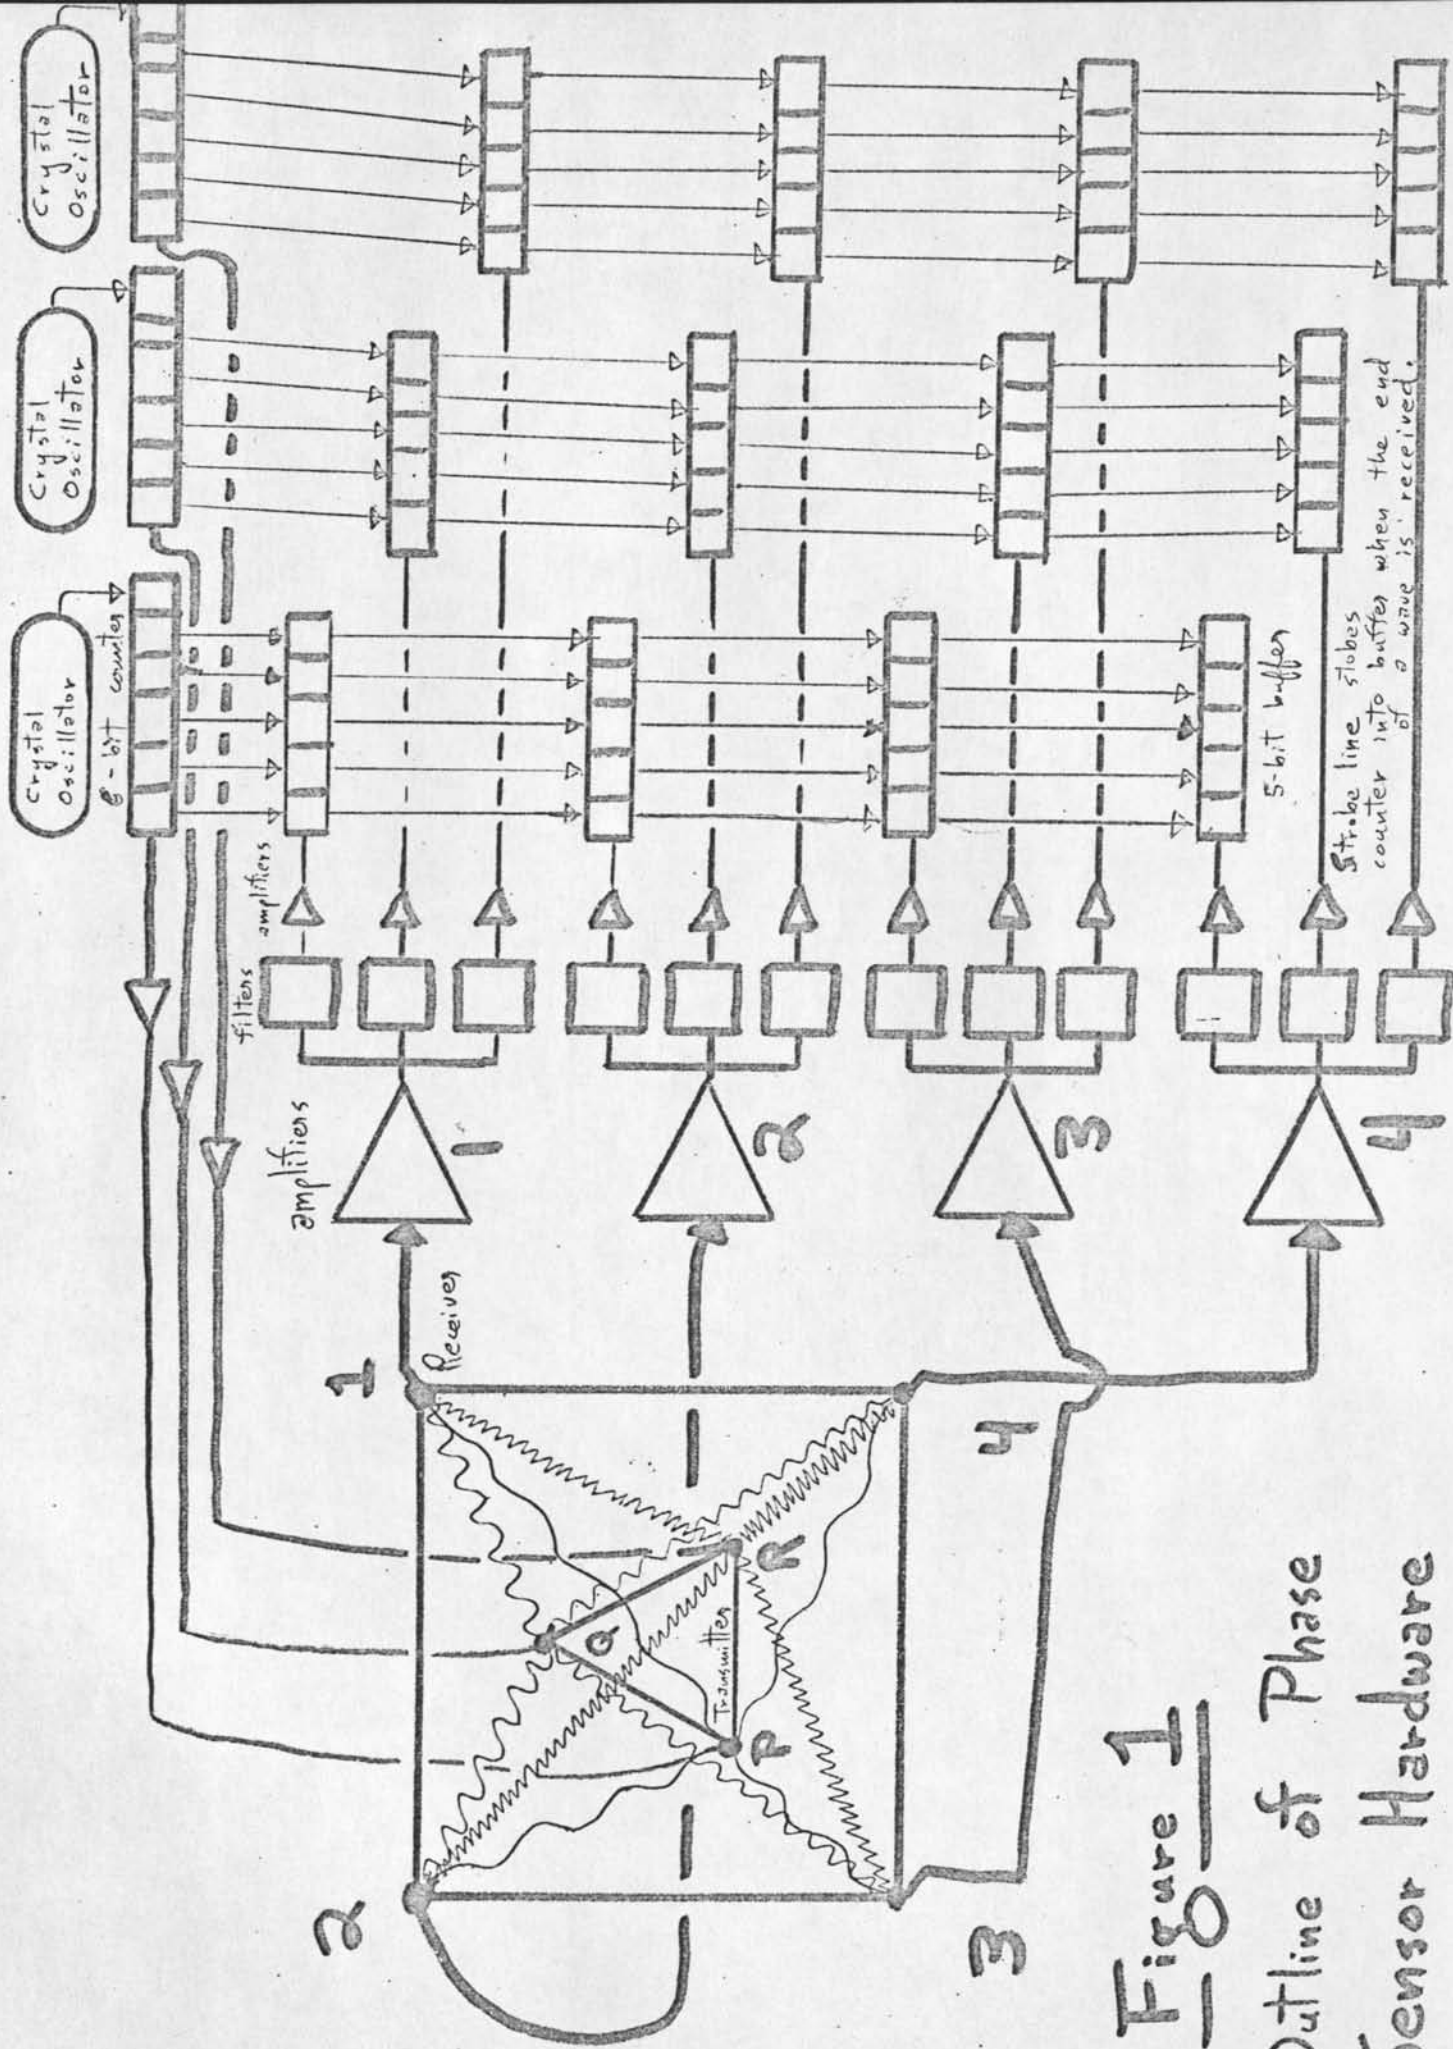 Crystal
Oscillator
Crystal
Oscillator
Crystal
Oscillator
6-bit counter
filters
amplifiers
amplifiers
1
2
3
4
5-bit buffer
Strobe line stobes
counter into buffer when the end
of a wave is received.
1
Receiver
2
3
4
Q
R
P
Transmitter
Figure 1
Outline of Phase
Sensor Hardware